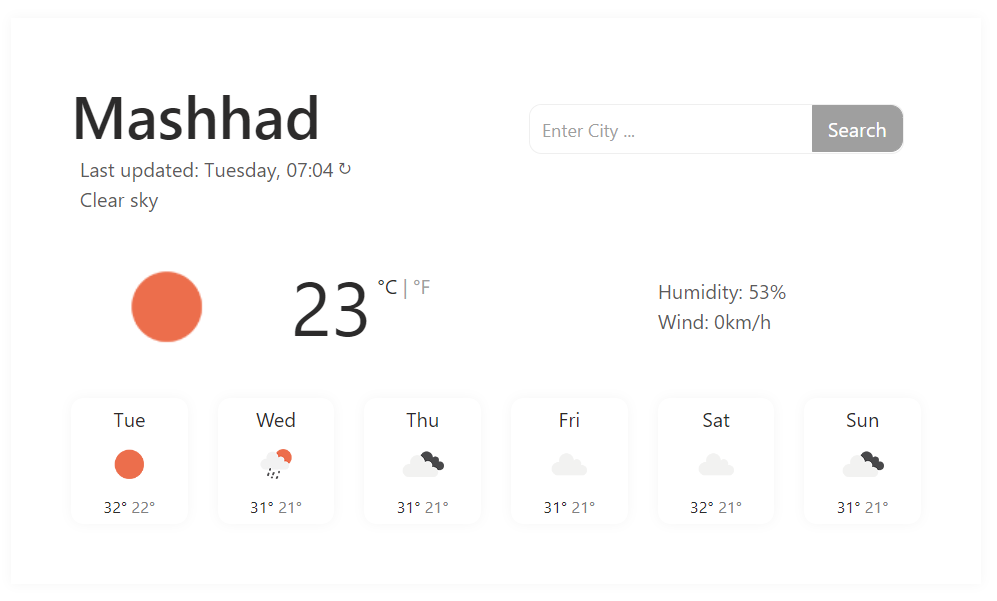 Mashhad
Enter City ...
Search
Last updated: Tuesday, 07:04 ↻
Clear sky
23 °C | °F
Humidity: 53%
Wind: 0km/h
Tue
32° 22°
Wed
31° 21°
Thu
31° 21°
Fri
31° 21°
Sat
32° 21°
Sun
31° 21°